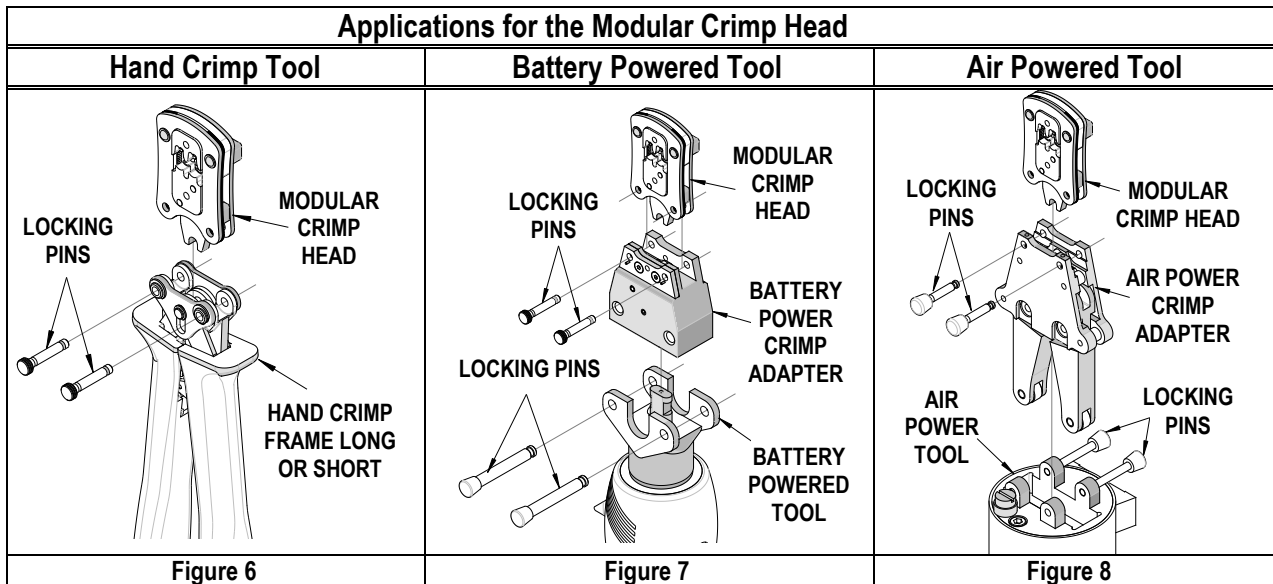 Applications for the Modular Crimp Head
Hand Crimp Tool
Battery Powered Tool
Air Powered Tool
LOCKING
PINS
MODULAR
CRIMP
HEAD
HAND CRIMP
FRAME LONG
OR SHORT
MODULAR
CRIMP
HEAD
LOCKING
PINS
BATTERY
POWER
CRIMP
ADAPTER
LOCKING PINS
BATTERY
POWERED
TOOL
LOCKING
PINS
MODULAR
CRIMP HEAD
AIR POWER
CRIMP
ADAPTER
AIR
POWER
TOOL
LOCKING
PINS
Figure 6
Figure 7
Figure 8